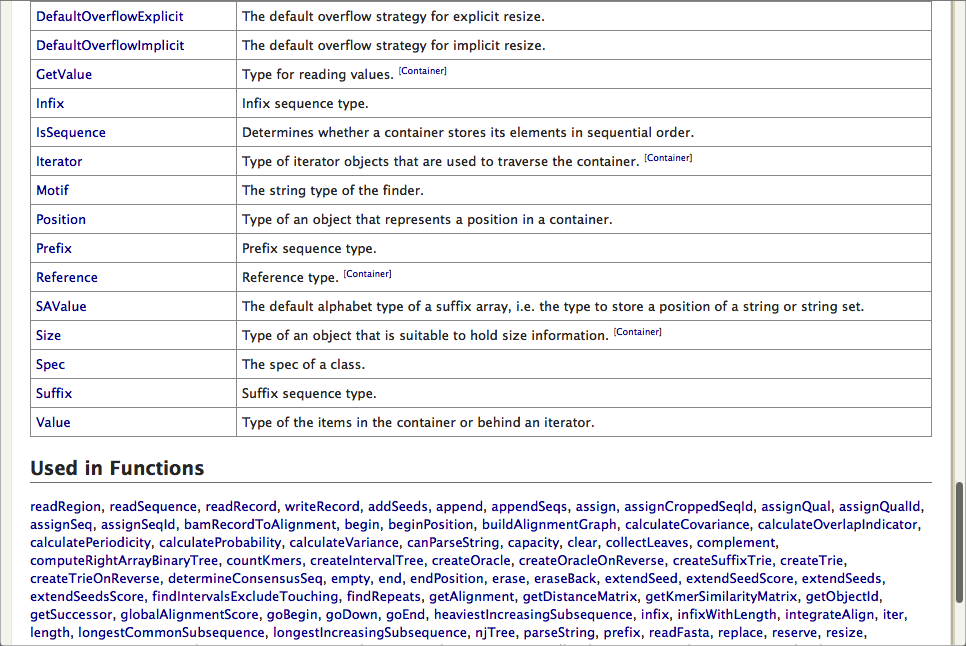 DefaultOverflowExplicit The default overflow strategy for explicit resize.
DefaultOverflowImplicit The default overflow strategy for implicit resize.
GetValue Type for reading values. [Container]
Infix Infix sequence type.
IsSequence Determines whether a container stores its elements in sequential order.
Iterator Type of iterator objects that are used to traverse the container. [Container]
Motif The string type of the finder.
Position Type of an object that represents a position in a container.
Prefix Prefix sequence type.
Reference Reference type. [Container]
SAValue The default alphabet type of a suffix array, i.e. the type to store a position of a string or string set.
Size Type of an object that is suitable to hold size information. [Container]
Spec The spec of a class.
Suffix Suffix sequence type.
Value Type of the items in the container or behind an iterator.
Used in Functions
readRegion, readSequence, readRecord, writeRecord, addSeeds, append, appendSeqs, assign, assignCroppedSeqId, assignQual, assignQualId,
assignSeq, assignSeqId, bamRecordToAlignment, begin, beginPosition, buildAlignmentGraph, calculateCovariance, calculateOverlapIndicator,
calculatePeriodicity, calculateProbability, calculateVariance, canParseString, capacity, clear, collectLeaves, complement,
computeRightArrayBinaryTree, countKmers, createIntervalTree, createOracle, createOracleOnReverse, createSuffixTrie, createTrie,
createTrieOnReverse, determineConsensusSeq, empty, end, endPosition, erase, eraseBack, extendSeed, extendSeedScore, extendSeeds,
extendSeedsScore, findIntervalsExcludeTouching, findRepeats, getAlignment, getDistanceMatrix, getKmerSimilarityMatrix, getObjectId,
getSuccessor, globalAlignmentScore, goBegin, goDown, goEnd, heaviestIncreasingSubsequence, infix, infixWithLength, integrateAlign, iter,
length, longestCommonSubsequence, longestIncreasingSubsequence, njTree, parseString, prefix, readFasta, replace, reserve, resize,